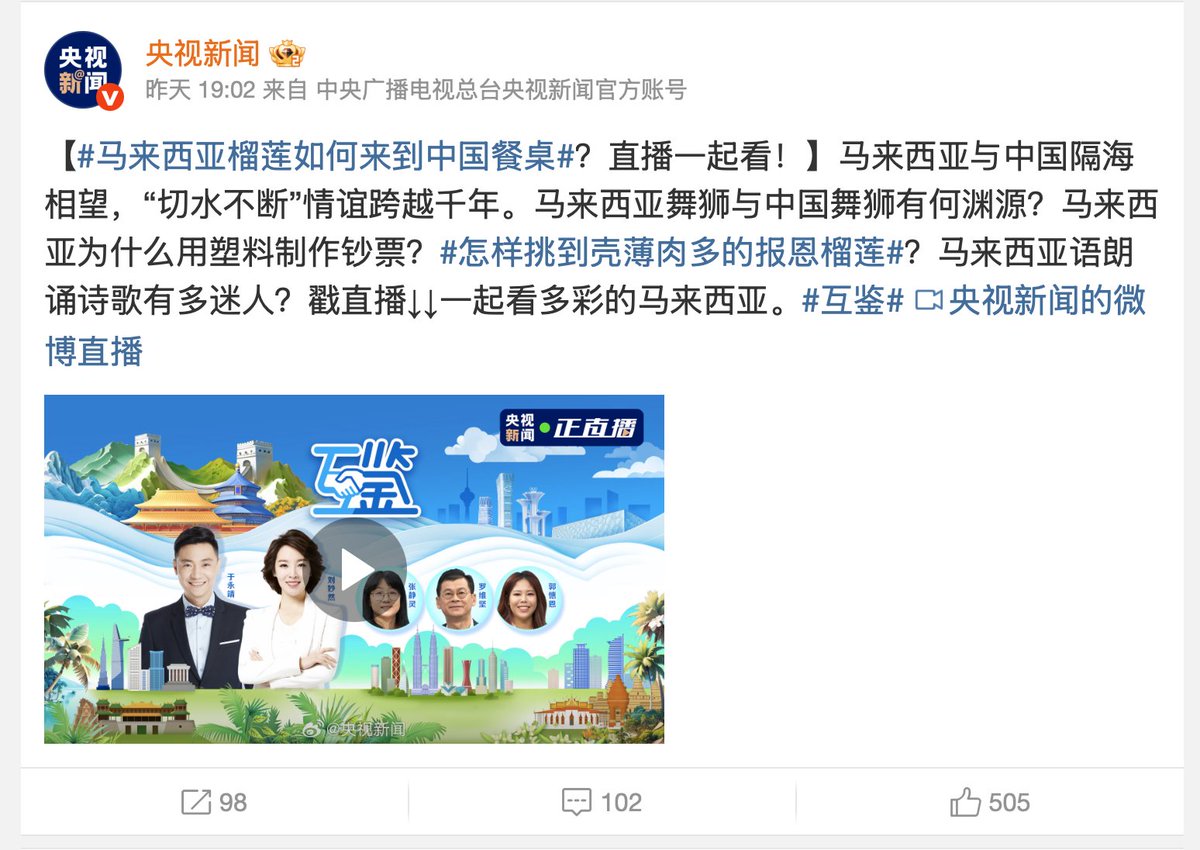 央视
新闻
央视新闻
昨天 19:02 来自 中央广播电视总台央视新闻官方账号
【#马来西亚榴莲如何来到中国餐桌#？直播一起看！】马来西亚与中国隔海
相望，“切水不断”情谊跨越千年。马来西亚舞狮与中国舞狮有何渊源？马来西
亚为什么用塑料制作钞票？#怎样挑到壳薄肉多的报恩榴莲#？马来西亚语朗
诵诗歌有多迷人？戳直播↓↓一起看多彩的马来西亚。#互鉴# 央视新闻的微
博直播
央视
新闻
正直播
互鉴
于永靖
刘妙然
张静灵
罗维坚
郭憓恩
@央视新闻
98
102
505